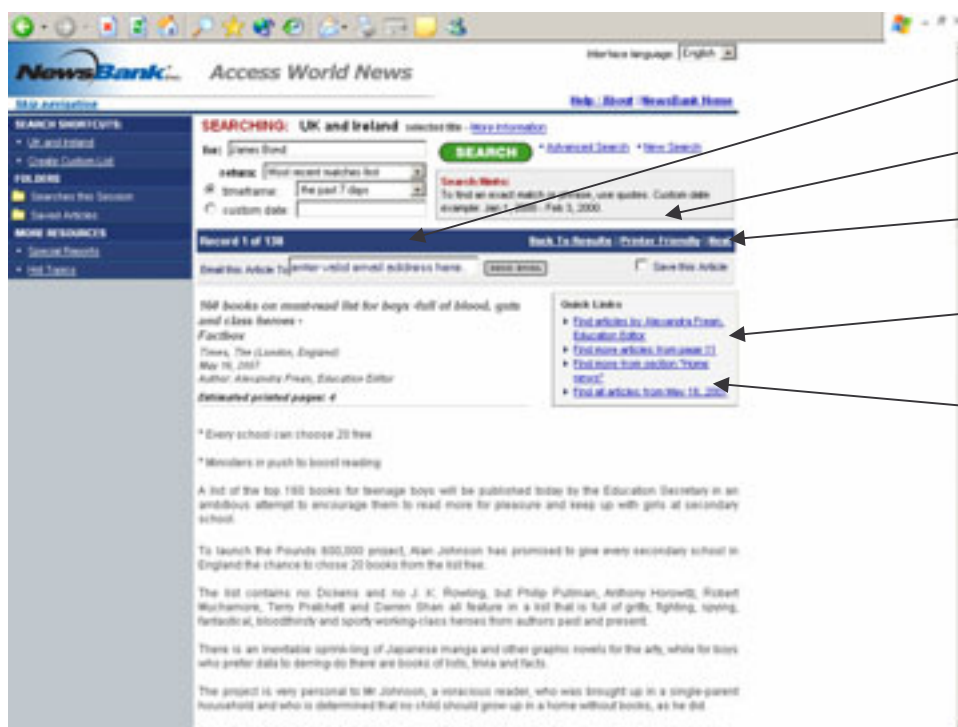 Interface language: English
NewsBank Inc. Access World News
Skip navigation
Help | About | NewsBank Home
SEARCH SHORTCUTS
UK and Ireland
Create Custom List
FOLDERS
Searches this Session
Saved Articles
MORE RESOURCES
Special Reports
Hot Topics
SEARCHING: UK and Ireland selected title - More Information
for: James Bond
SEARCH
Advanced Search
New Search
return: Most recent matches first
timeframe: the past 7 days
custom date:
Search Hints:
To find an exact match or phrase, use quotes. Custom date
example: Jan 1, 2000 - Feb 3, 2000.
Record 1 of 138
Back To Results | Printer Friendly | Next
Email this Article To: enter valid email address here.
Save this Article
160 books on must-read list for boys -full of blood, guts
and class heroes -
Factbox
Times, The (London, England)
May 16, 2007
Author: Alexandra Frean, Education Editor
Estimated printed pages: 4
Quick Links
Find articles by Alexandra Frean,
Education Editor
Find more articles from page 11
Find more from section "Home
news"
Find all articles from May 16, 2007
* Every school can choose 20 free
* Ministers in push to boost reading
A list of the top 160 books for teenage boys will be published today by the Education Secretary in an
ambitious attempt to encourage them to read more for pleasure and keep up with girls at secondary
school.
To launch the Pounds 600,000 project, Alan Johnson has promised to give every secondary school in
England the chance to chose 20 books from the list free.
The list contains no Dickens and no J. K. Rowling, but Philip Pullman, Anthony Horowitz, Robert
Muchamore, Terry Pratchett and Darren Shan all feature in a list that is full of gritty, fighting, spying,
fantastical, bloodthirsty and sporty working-class heroes from authors past and present.
There is an inevitable sprinkling of Japanese manga and other graphic novels for the arty, while for boys
who prefer data to derring-do there are books of lists, trivia and facts.
The project is very personal to Mr Johnson, a voracious reader, who was brought up in a single-parent
household and who is determined that no child should grow up in a home without books, as he did.